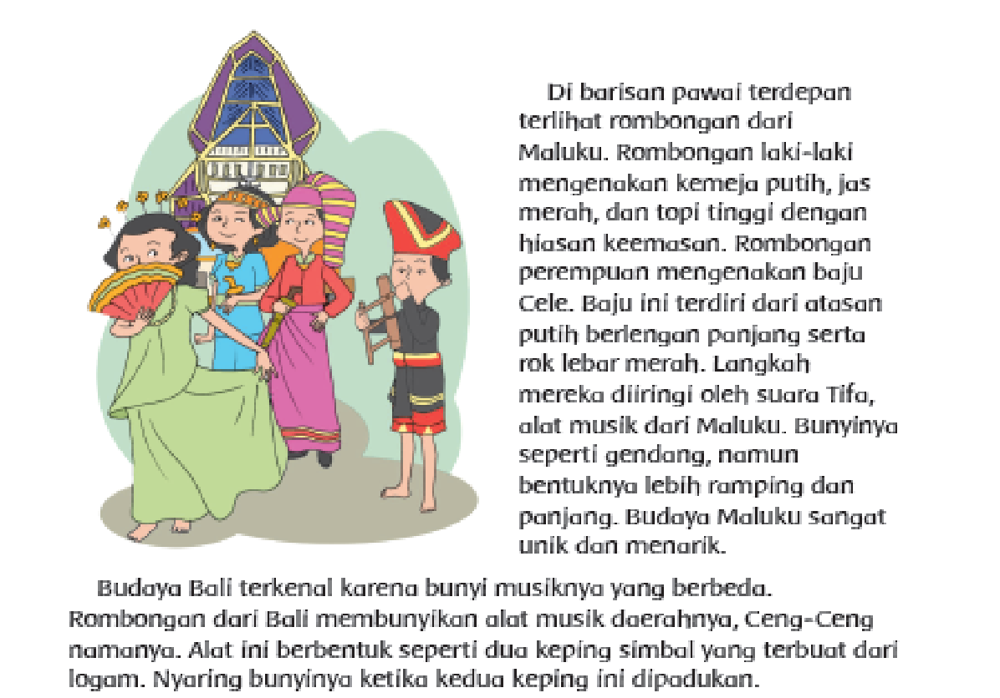 Di barisan pawai terdepan
terlihat rombongan dari
Maluku. Rombongan laki-laki
mengenakan kemeja putih, jas
merah, dan topi tinggi dengan
hiasan keemasan. Rombongan
perempuan mengenakan baju
Cele. Baju ini terdiri dari atasan
putih berlengan panjang serta
rok lebar merah. Langkah
mereka diiringi oleh suara Tifa,
alat musik dari Maluku. Bunyinya
seperti gendang, namun
bentuknya lebih ramping dan
panjang. Budaya Maluku sangat
unik dan menarik.
Budaya Bali terkenal karena bunyi musiknya yang berbeda.
Rombongan dari Bali membunyikan alat musik daerahnya, Ceng-Ceng
namanya. Alat ini berbentuk seperti dua keping simbal yang terbuat dari
logam. Nyaring bunyinya ketika kedua keping ini dipadukan.